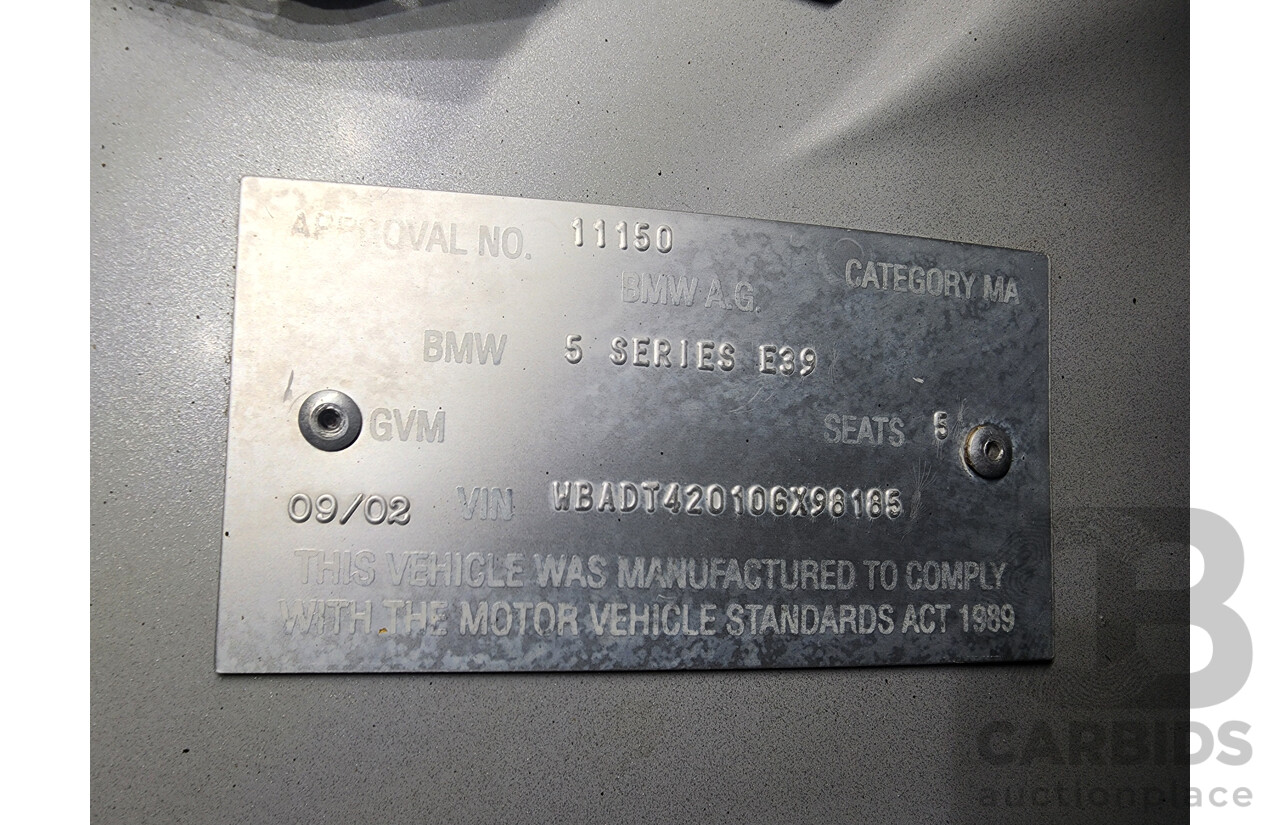 APPROVAL NO. 11150
BMW A.G. CATEGORY MA
BMW 5 SERIES E39
GVM SEATS 5
09/02 VIN WBADT420106X98185
THIS VEHICLE WAS MANUFACTURED TO COMPLY
WITH THE MOTOR VEHICLE STANDARDS ACT 1989
CARBIDS
auctionplace